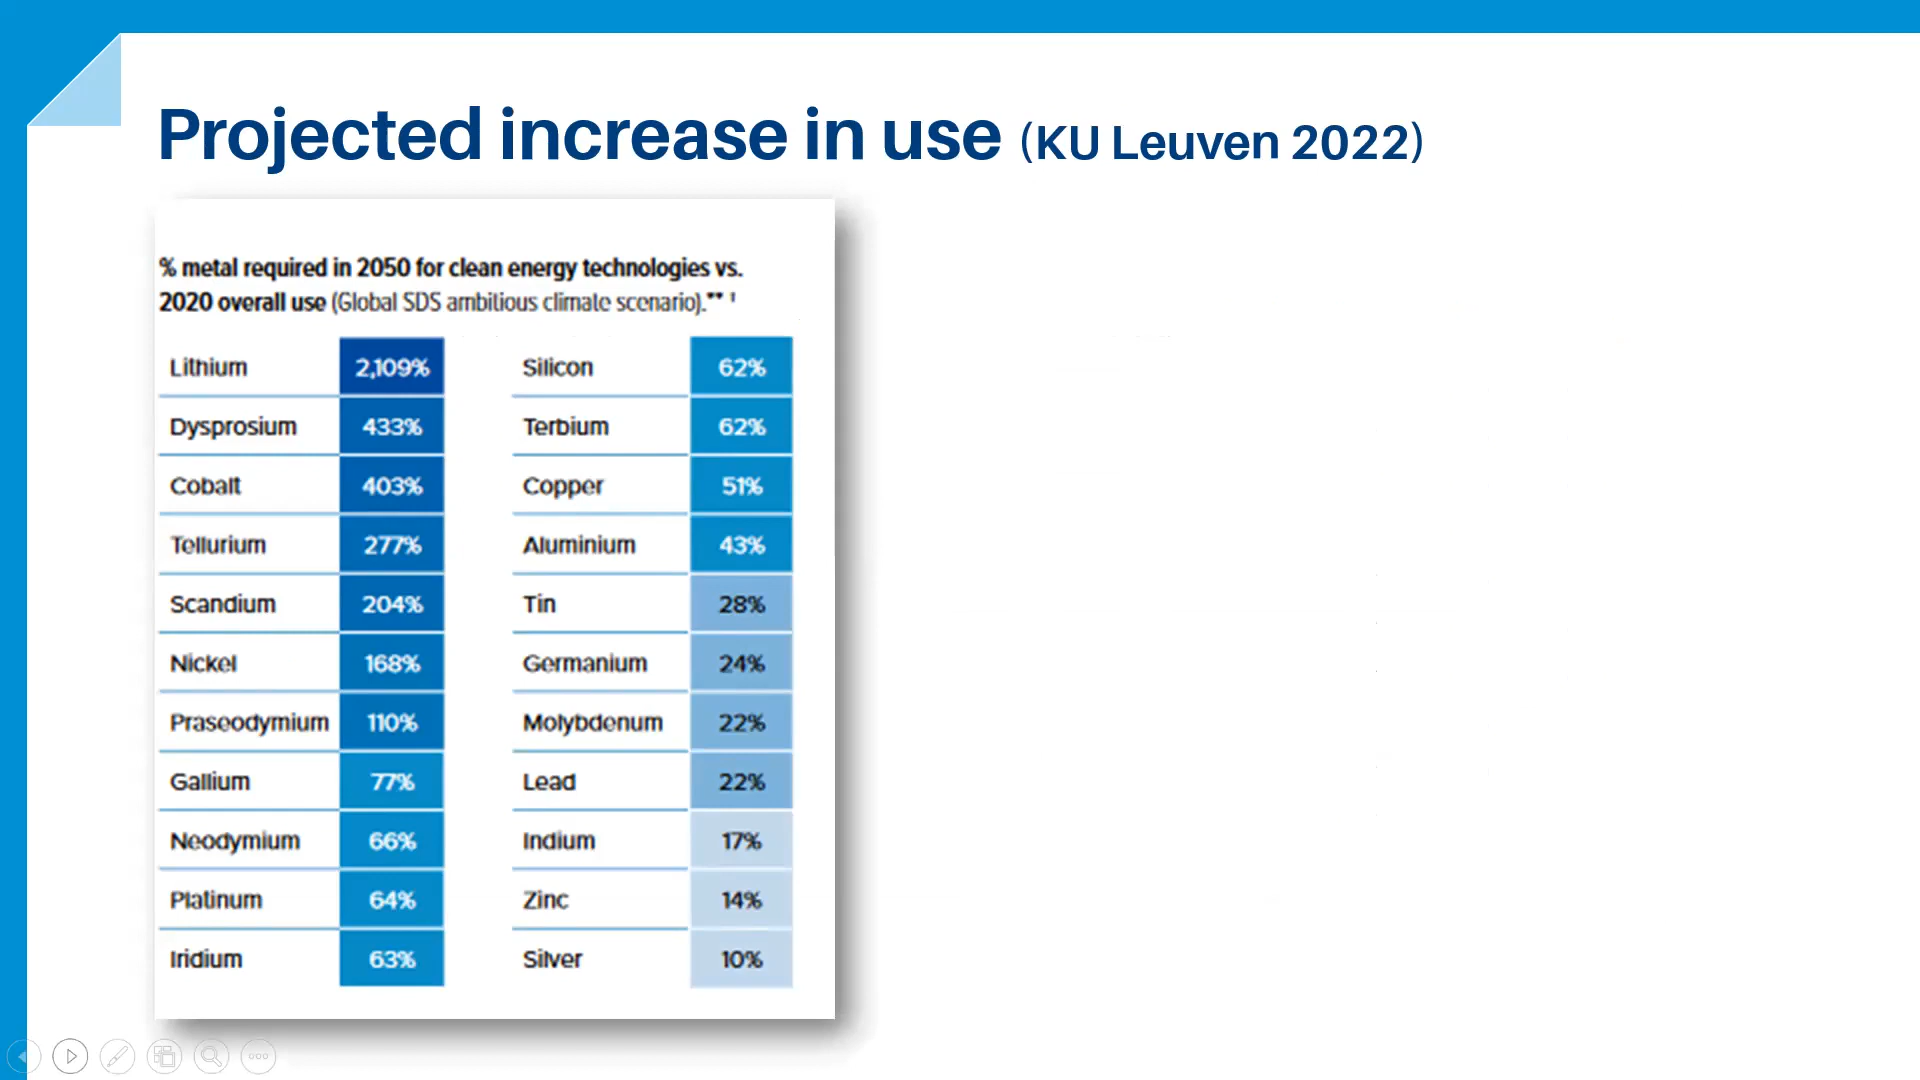 Projected increase in use (KU Leuven 2022)
% metal required in 2050 for clean energy technologies vs.
2020 overall use (Global SDS ambitious climate scenario).** †
Lithium 2,109%
Dysprosium 433%
Cobalt 403%
Tellurium 277%
Scandium 204%
Nickel 168%
Praseodymium 110%
Gallium 77%
Neodymium 66%
Platinum 64%
Iridium 63%
Silicon 62%
Terbium 62%
Copper 51%
Aluminium 43%
Tin 28%
Germanium 24%
Molybdenum 22%
Lead 22%
Indium 17%
Zinc 14%
Silver 10%